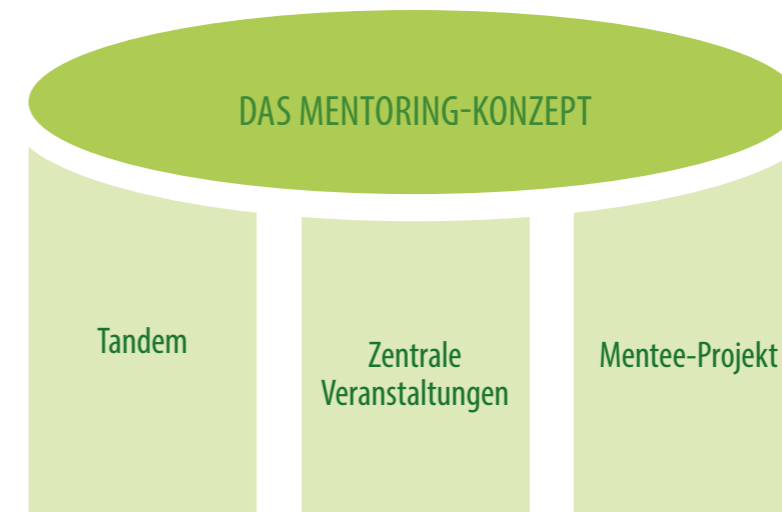 DAS MENTORING-KONZEPT
Tandem
Zentrale
Veranstaltungen
Mentee-Projekt